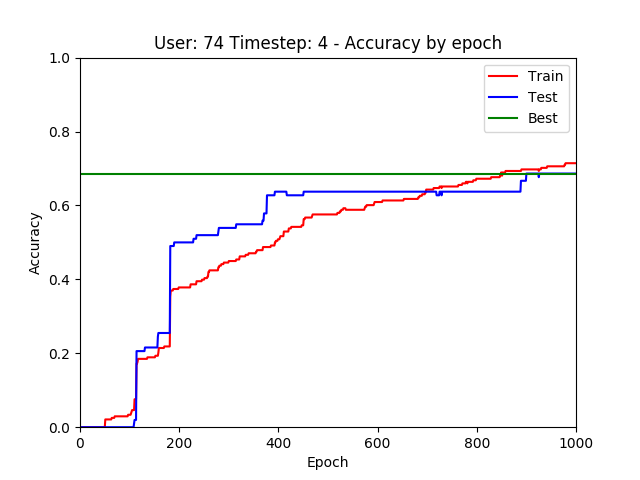 User: 74 Timestep: 4 - Accuracy by epoch
1.0
0.8
0.6
0.4
0.2
0.0
Accuracy
Train
Test
Best
0 200 400 600 800 1000
Epoch